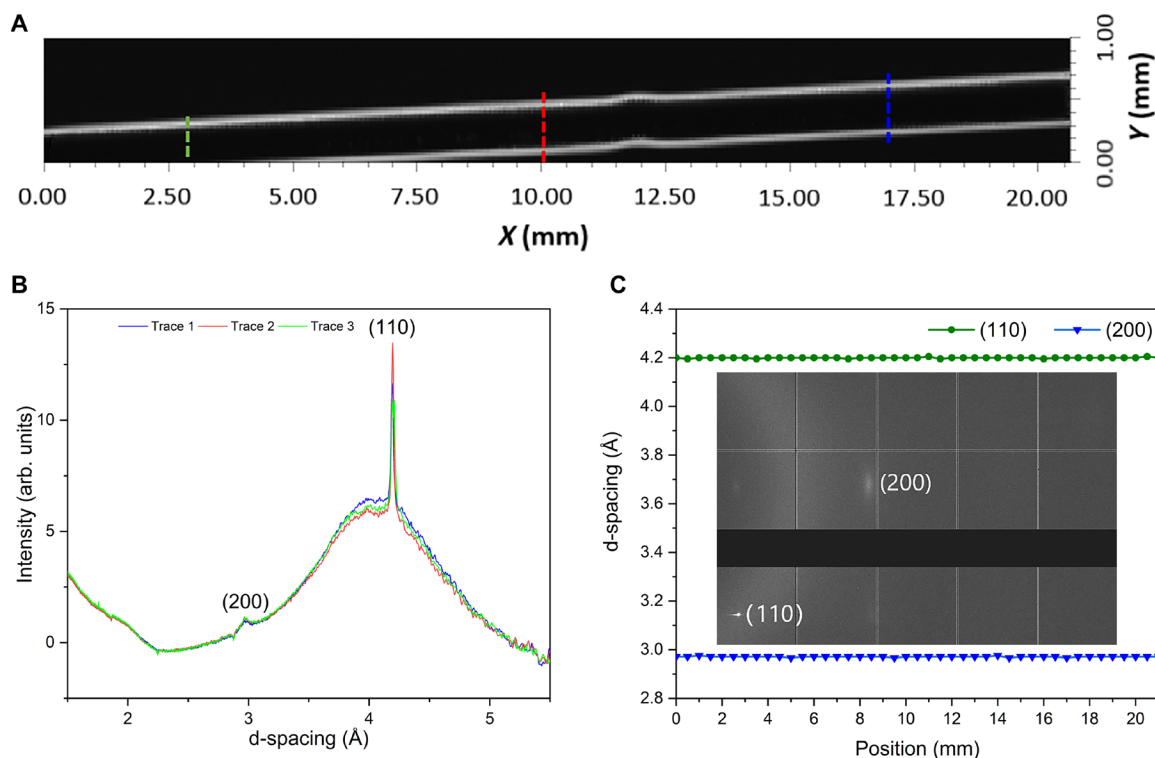 A
1.00
Y (mm)
0.00
0.00 2.50 5.00 7.50 10.00 12.50 15.00 17.50 20.00
X (mm)
B
15
Trace 1 Trace 2 Trace 3
(110)
10
Intensity (arb. units)
5
(200)
0
2 3 4 5
d-spacing (Å)
C
4.4
(110) (200)
4.2
4.0
3.8
d-spacing (Å)
(200)
3.6
3.4
3.2
(110)
3.0
2.8
0 2 4 6 8 10 12 14 16 18 20
Position (mm)